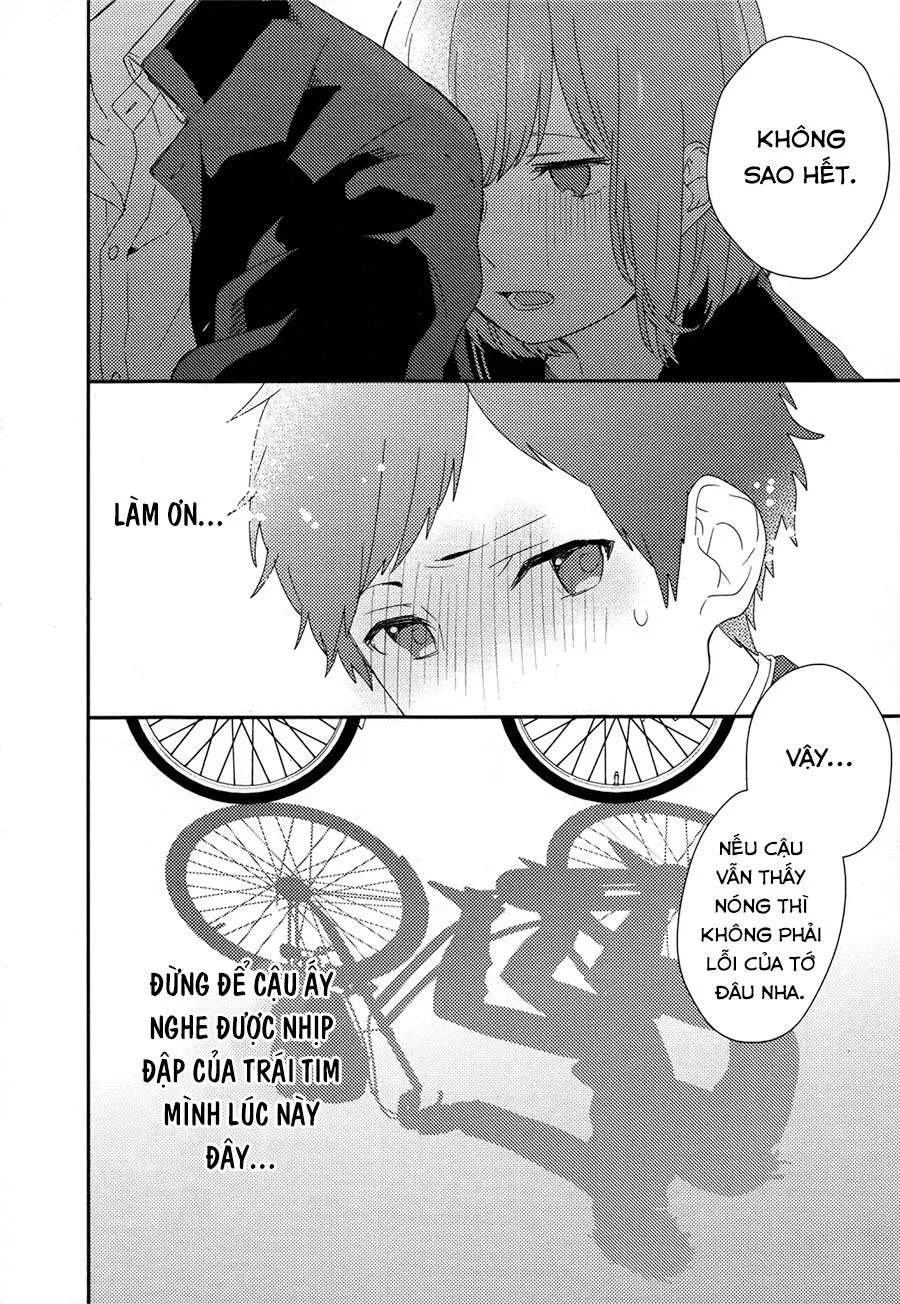 KHÔNG
SAO HẾT.
LÀM ƠN...
VẬY...
NẾU CẬU
VẪN THẤY
NÓNG THÌ
KHÔNG PHẢI
LỖI CỦA TỚ
ĐÂU NHA.
ĐỪNG ĐỂ CẬU ẤY
NGHE ĐƯỢC NHỊP
ĐẬP CỦA TRÁI TIM
MÌNH LÚC NÀY
ĐÂY...